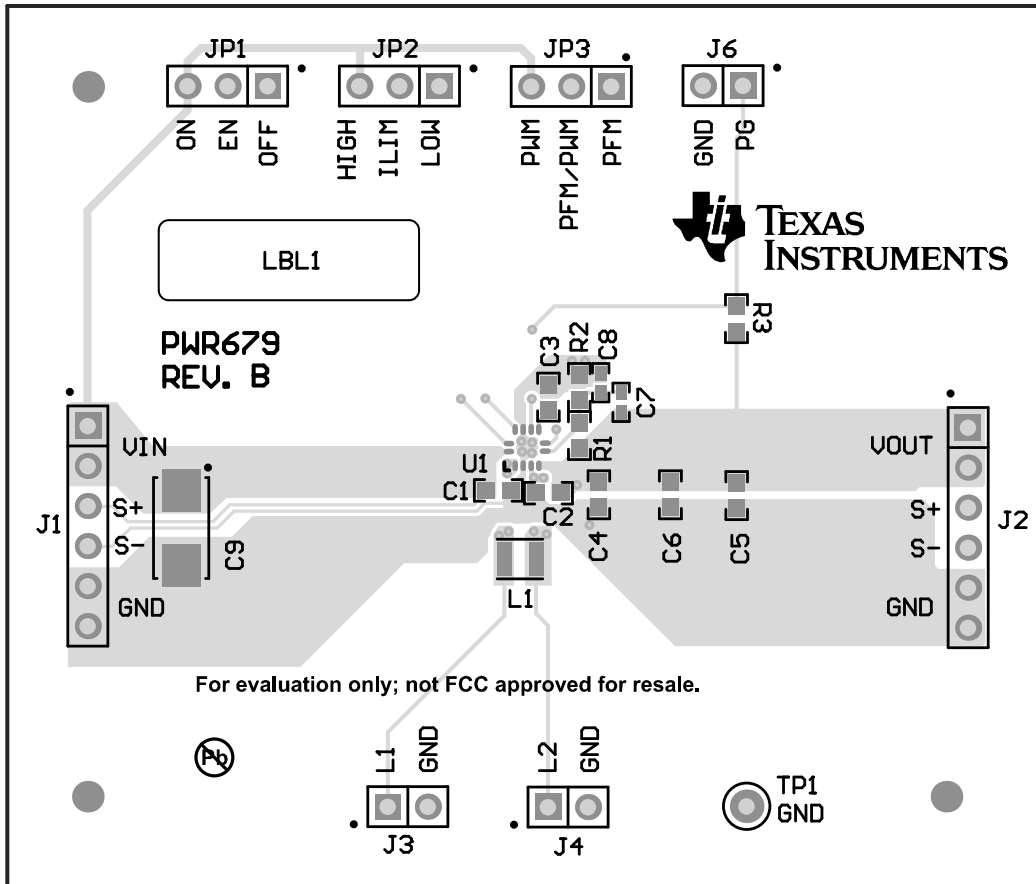 JP1
JP2
JP3
J6
ON
EN
OFF
HIGH
ILIM
LOW
PWM
PFM/PWM
PFM
GND
PG
TEXAS
INSTRUMENTS
LBL1
PWR679
REV. B
R3
C3
R2
C8
C7
R1
U1
C1
C2
C4
C6
C5
VIN
S+
S-
GND
J1
C9
VOUT
S+
S-
GND
J2
L1
For evaluation only; not FCC approved for resale.
Pb
L1
GND
L2
GND
J3
J4
TP1
GND